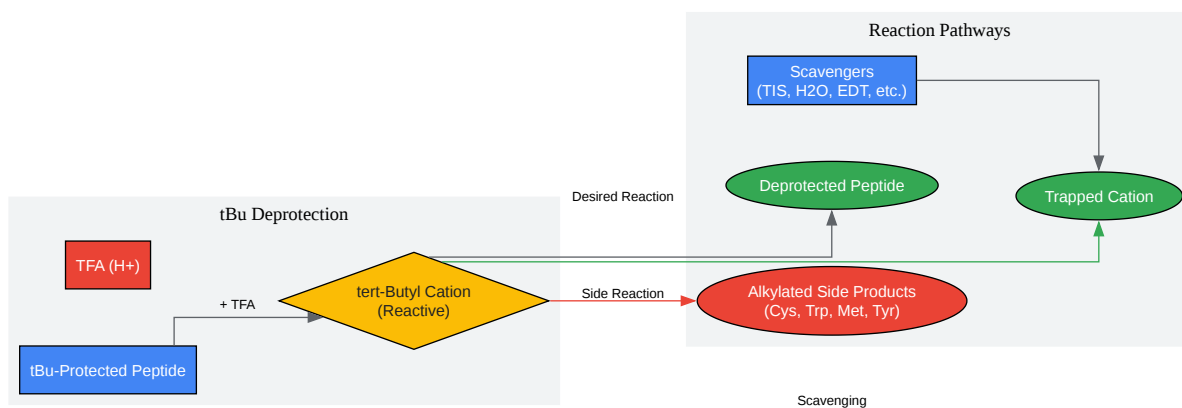 Reaction Pathways
Scavengers
(TIS, H2O, EDT, etc.)
Deprotected Peptide
Trapped Cation
Desired Reaction
tBu Deprotection
TFA (H+)
+ TFA
tert-Butyl Cation
(Reactive)
Side Reaction
Alkylated Side Products
(Cys, Trp, Met, Tyr)
tBu-Protected Peptide
Scavenging